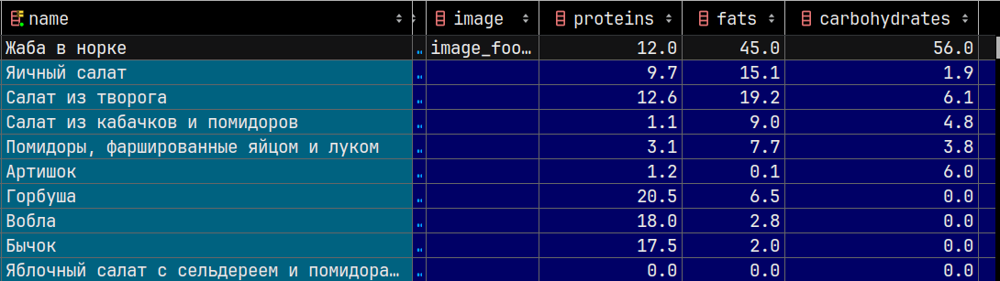 name image proteins fats carbohydrates
Жаба в норке image_foo… 12.0 45.0 56.0
Яичный салат 9.7 15.1 1.9
Салат из творога 12.6 19.2 6.1
Салат из кабачков и помидоров 1.1 9.0 4.8
Помидоры, фаршированные яйцом и луком 3.1 7.7 3.8
Артишок 1.2 0.1 6.0
Горбуша 20.5 6.5 0.0
Вобла 18.0 2.8 0.0
Бычок 17.5 2.0 0.0
Яблочный салат с сельдереем и помидора… 0.0 0.0 0.0